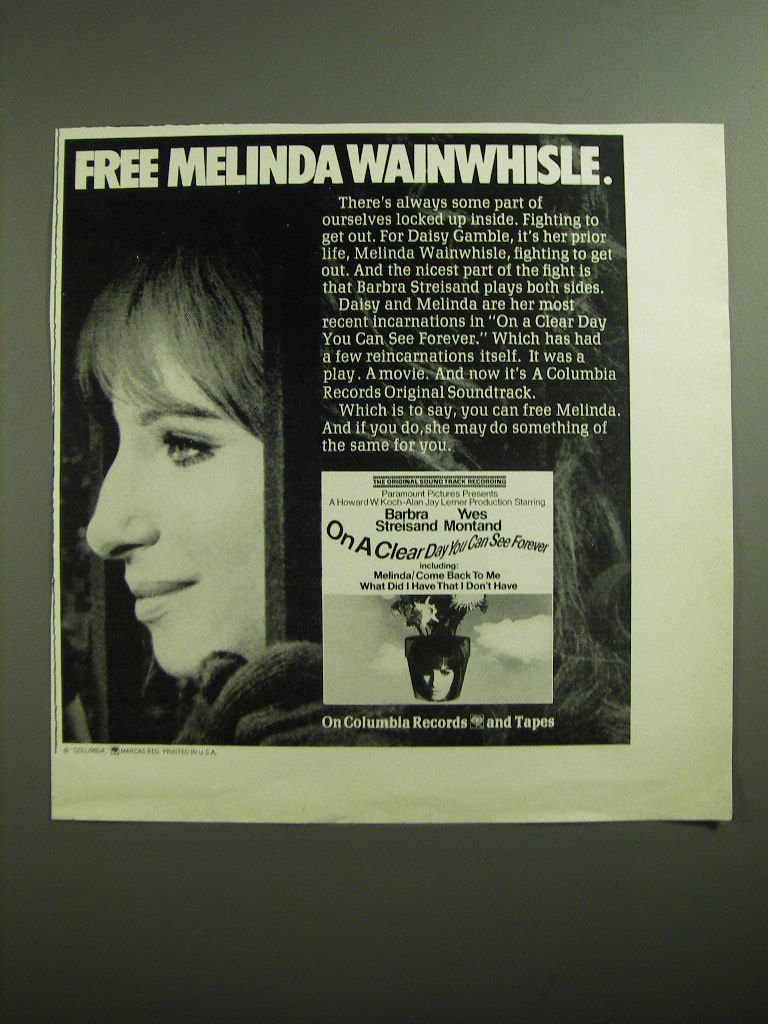 FREE MELINDA WAINWHISLE.
There's always some part of
ourselves locked up inside. Fighting to
get out. For Daisy Gamble, it's her prior
life, Melinda Wainwhisle, fighting to get
out. And the nicest part of the fight is
that Barbra Streisand plays both sides.
Daisy and Melinda are her most
recent incarnations in "On a Clear Day
You Can See Forever." Which has had
a few reincarnations itself. It was a
play. A movie. And now it's A Columbia
Records Original Soundtrack.
Which is to say, you can free Melinda.
And if you do, she may do something of
the same for you.
THE ORIGINAL SOUND TRACK RECORDING
Paramount Pictures Presents
A Howard W. Koch-Alan Jay Lerner Production Starring
Barbra Yves
Streisand Montand
On A Clear Day You Can See Forever
including:
Melinda/Come Back To Me
What Did I Have That I Don't Have
On Columbia Records and Tapes
® "COLUMBIA," MARCAS REG. PRINTED IN U.S.A.